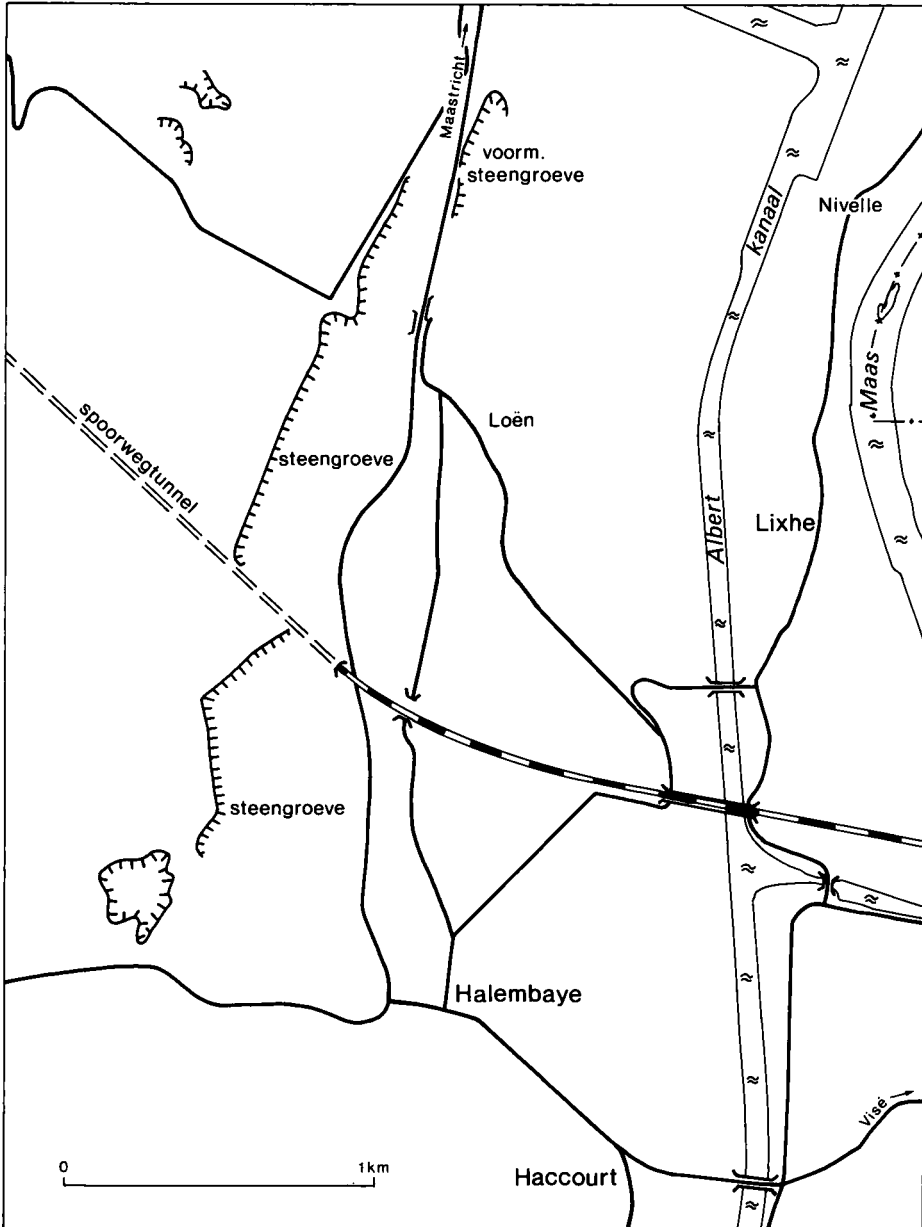 Maastricht →
voorm.
steengroeve
Nivelle
kanaal
Maas
Loën
steengroeve
spoorwegtunnel
Albert
Lixhe
steengroeve
Halembaye
Visé →
0 1km
Haccourt